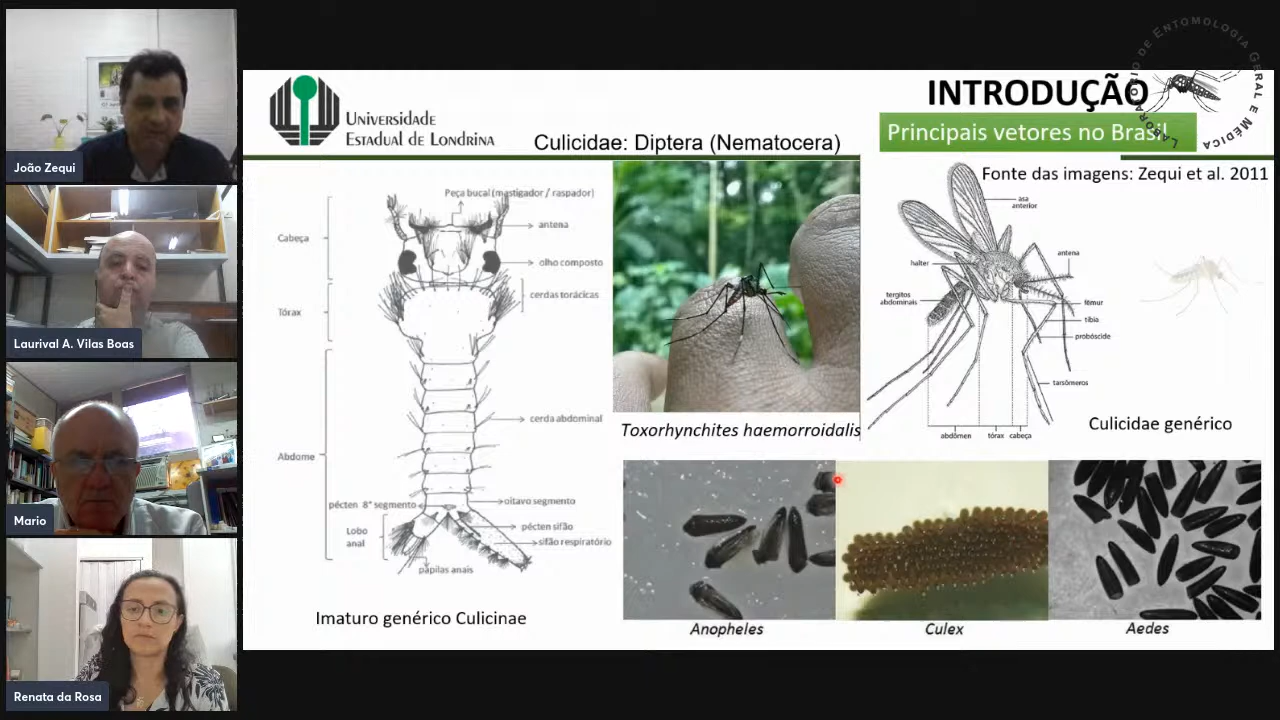 João Zequi
Laurival A. Vilas Boas
Mario
Renata da Rosa
Universidade
Estadual de Londrina
Culicidae: Diptera (Nematocera)
INTRODUÇÃO
Principais vetores no Brasil
LABORATÓRIO DE ENTOMOLOGIA GERAL E MÉDICA
Fonte das imagens: Zequi et al. 2011
Peça bucal (mastigador / raspador)
Cabeça
antena
olho composto
cerdas torácicas
Tórax
cerda abdominal
Abdome
oitavo segmento
pécten 8° segmento
pécten sifão
Lobo
anal
sifão respiratório
papilas anais
Imaturo genérico Culicinae
Toxorhynchites haemorroidalis
asa
anterior
antena
halter
tergitos
abdominais
fêmur
tíbia
probóscide
tarsômeros
abdômen
tórax
cabeça
Culicidae genérico
Anopheles
Culex
Aedes